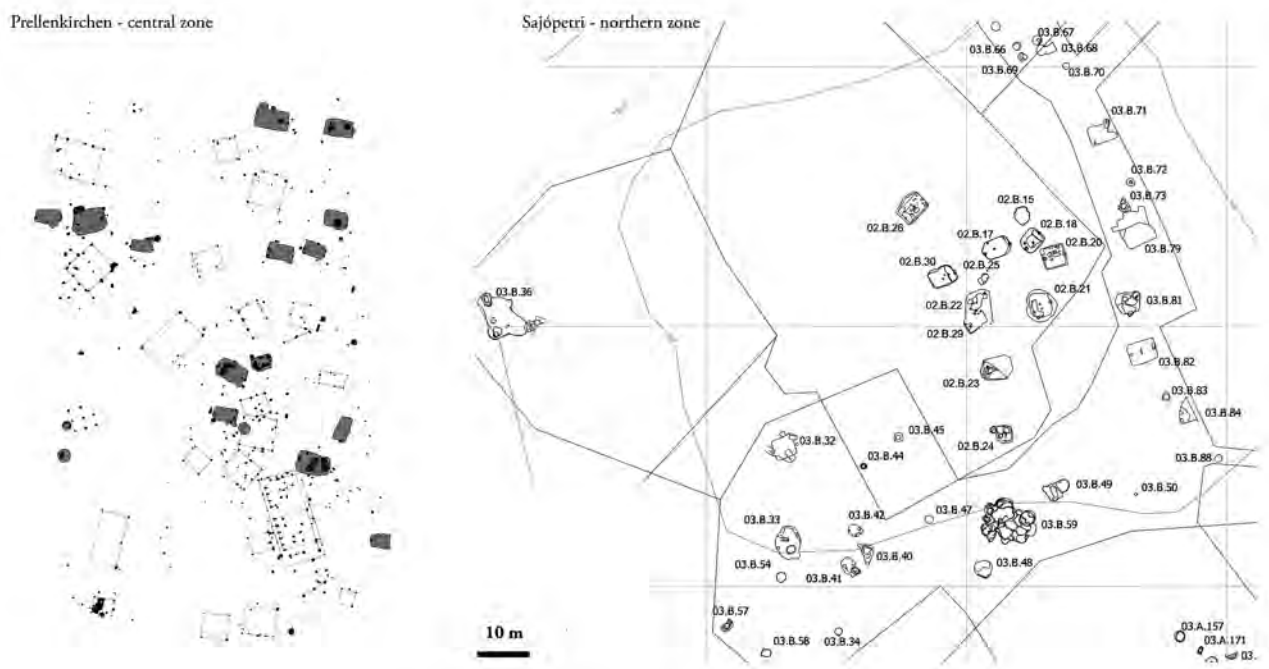 Prellenkirchen - central zone
Sajópetri - northern zone
03.B.67
03.B.66
03.B.68
03.B.69
03.B.70
03.B.71
03.B.72
03.B.73
03.B.79
02.B.26
02.B.15
02.B.17
02.B.18
02.B.20
02.B.25
02.B.30
02.B.21
02.B.22
02.B.29
03.B.36
03.B.81
03.B.82
02.B.23
03.B.83
03.B.84
03.B.32
03.B.45
03.B.44
02.B.24
03.B.88
03.B.49
03.B.50
03.B.33
03.B.42
03.B.47
03.B.59
03.B.40
03.B.54
03.B.41
03.B.48
03.B.57
03.B.58
03.B.34
10 m
03.A.157
03.A.171
03.